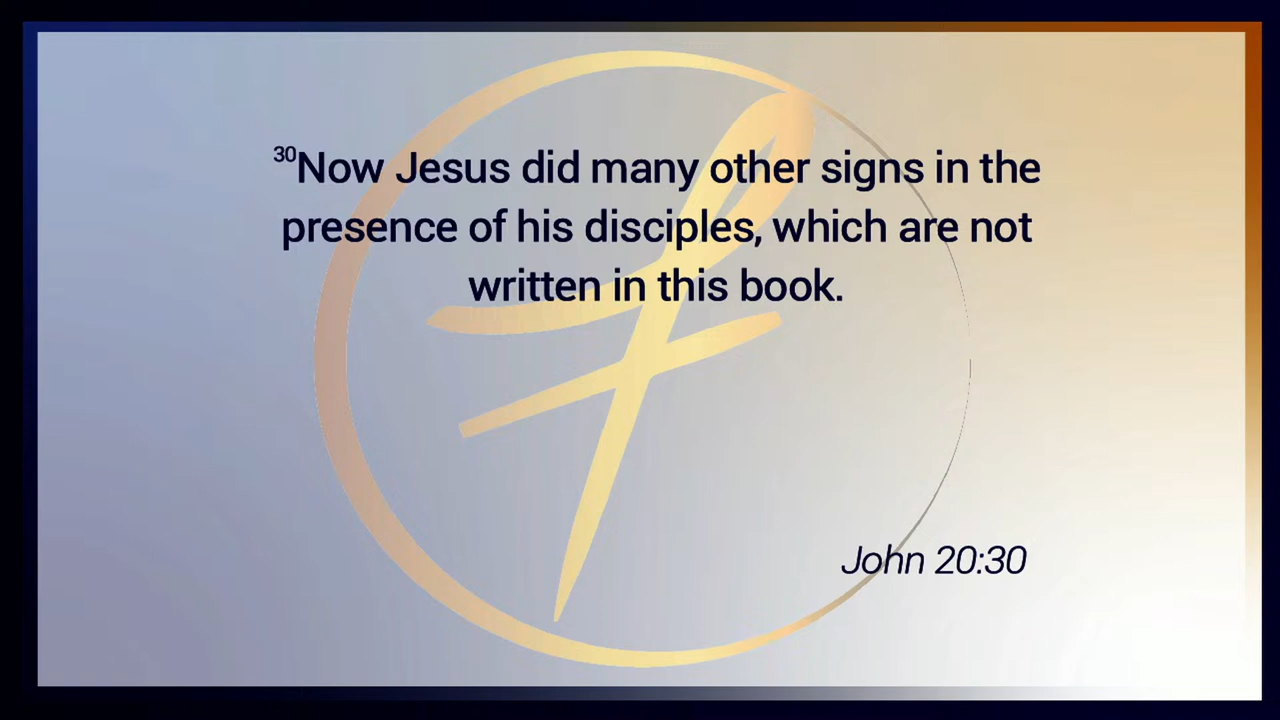 30Now Jesus did many other signs in the
presence of his disciples, which are not
written in this book.
John 20:30